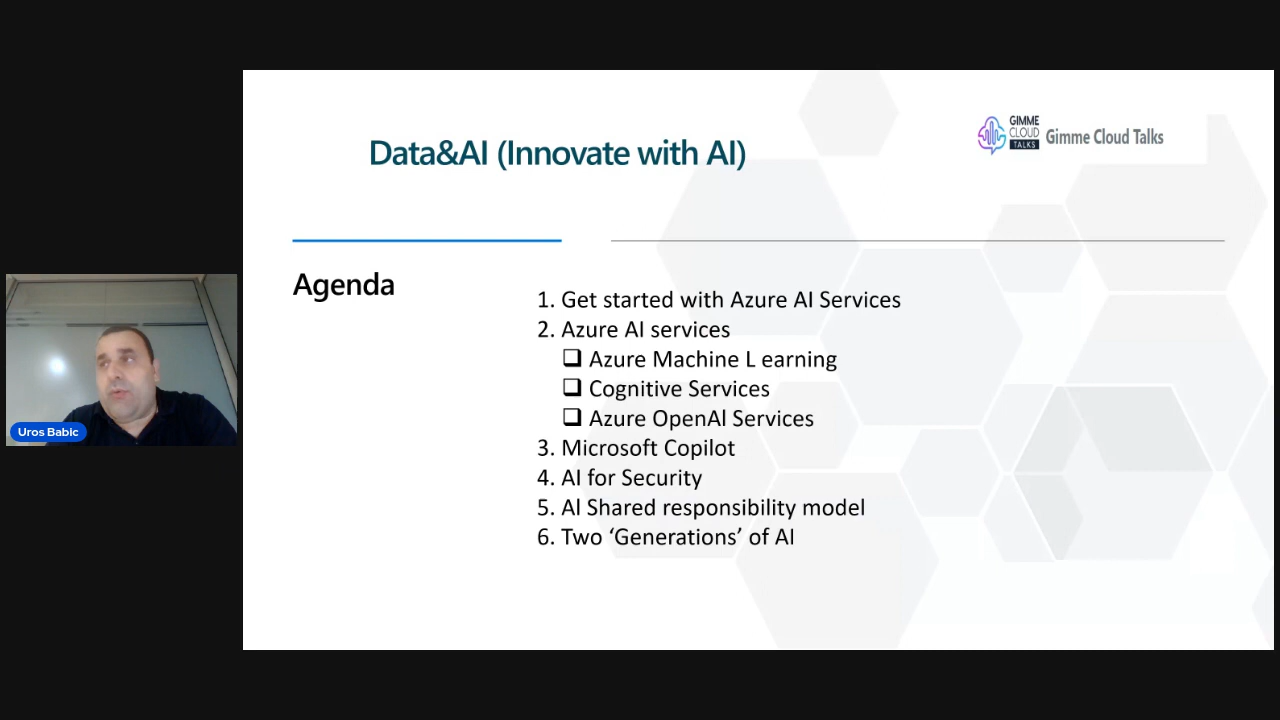 Data&AI (Innovate with AI)
GIMME
CLOUD
TALKS
Gimme Cloud Talks
Agenda
1. Get started with Azure AI Services
2. Azure AI services
❑ Azure Machine L earning
❑ Cognitive Services
❑ Azure OpenAI Services
3. Microsoft Copilot
4. AI for Security
5. AI Shared responsibility model
6. Two ‘Generations’ of AI
Uros Babic